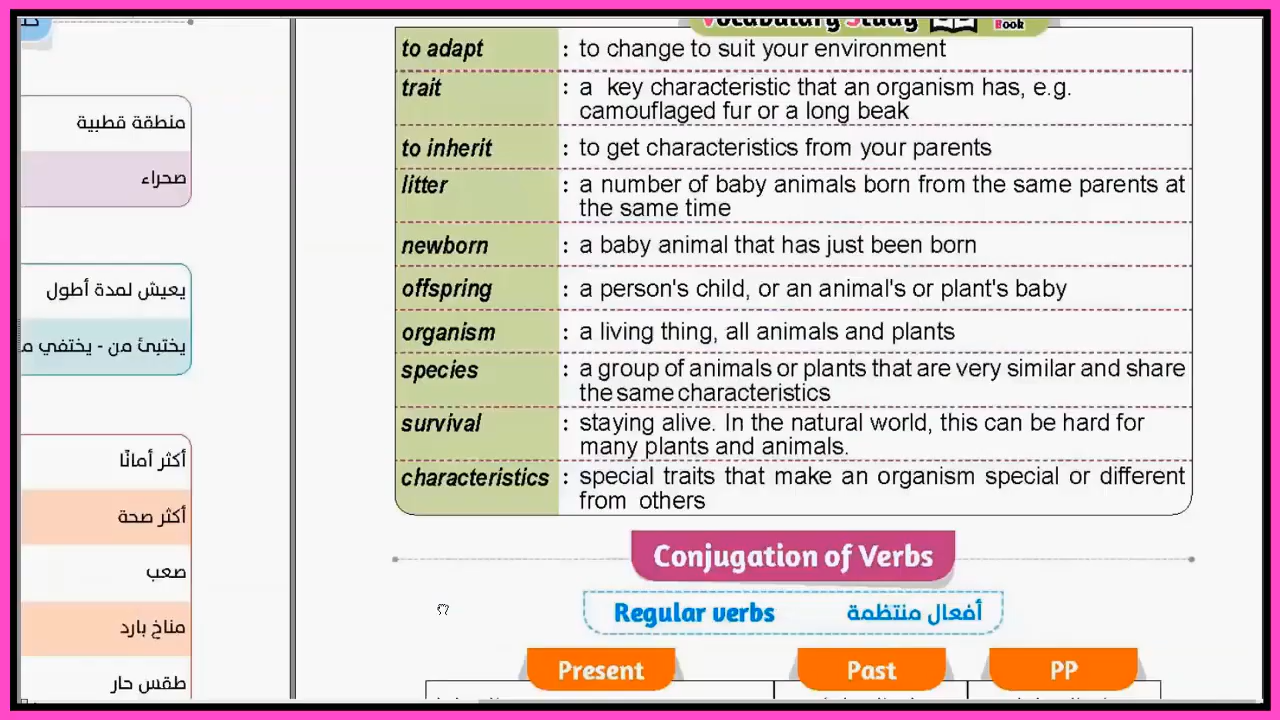 Vocabulary Study
Book
to adapt : to change to suit your environment
trait : a key characteristic that an organism has, e.g.
camouflaged fur or a long beak
to inherit : to get characteristics from your parents
litter : a number of baby animals born from the same parents at
the same time
newborn : a baby animal that has just been born
offspring : a person's child, or an animal's or plant's baby
organism : a living thing, all animals and plants
species : a group of animals or plants that are very similar and share
the same characteristics
survival : staying alive. In the natural world, this can be hard for
many plants and animals.
characteristics : special traits that make an organism special or different
from others
Conjugation of Verbs
Regular verbs أفعال منتظمة
Present Past PP
منطقة قطبية
صحراء
يعيش لمدة أطول
يختبئ من - يختفي
أكثر أمانًا
أكثر صحة
صعب
مناخ بارد
طقس حار